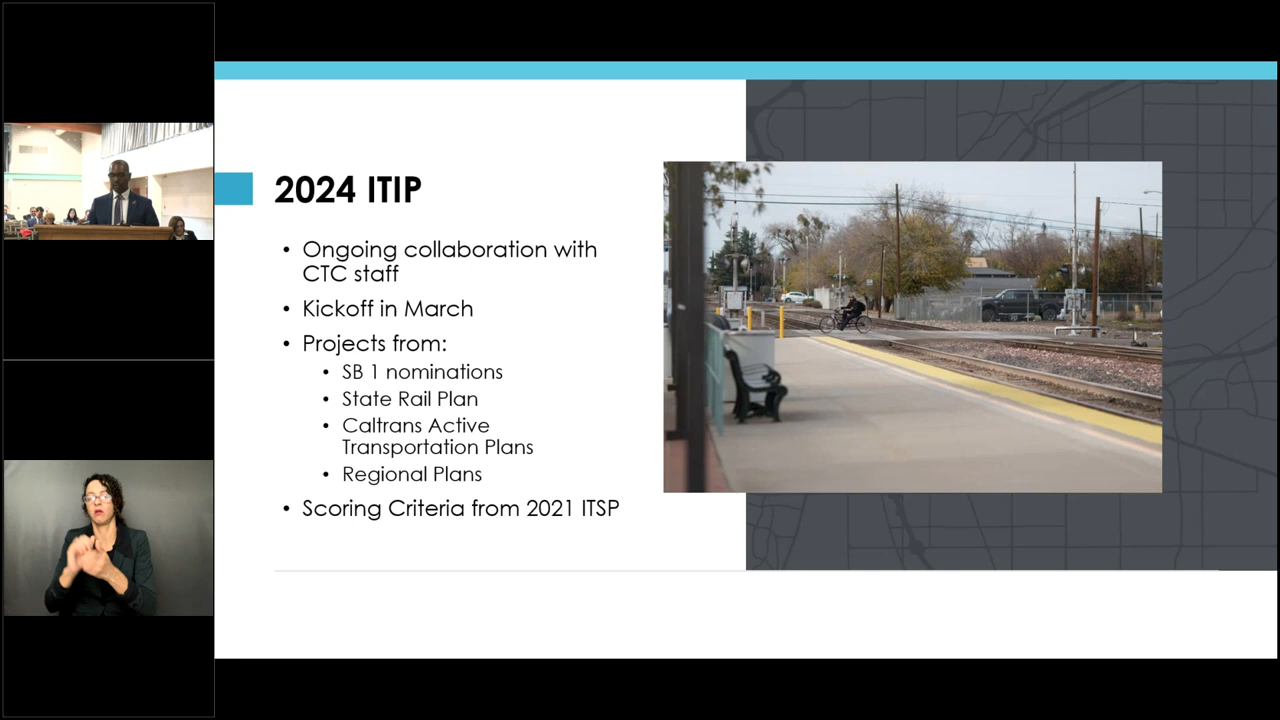 2024 ITIP
• Ongoing collaboration with
CTC staff
• Kickoff in March
• Projects from:
• SB 1 nominations
• State Rail Plan
• Caltrans Active
Transportation Plans
• Regional Plans
• Scoring Criteria from 2021 ITSP